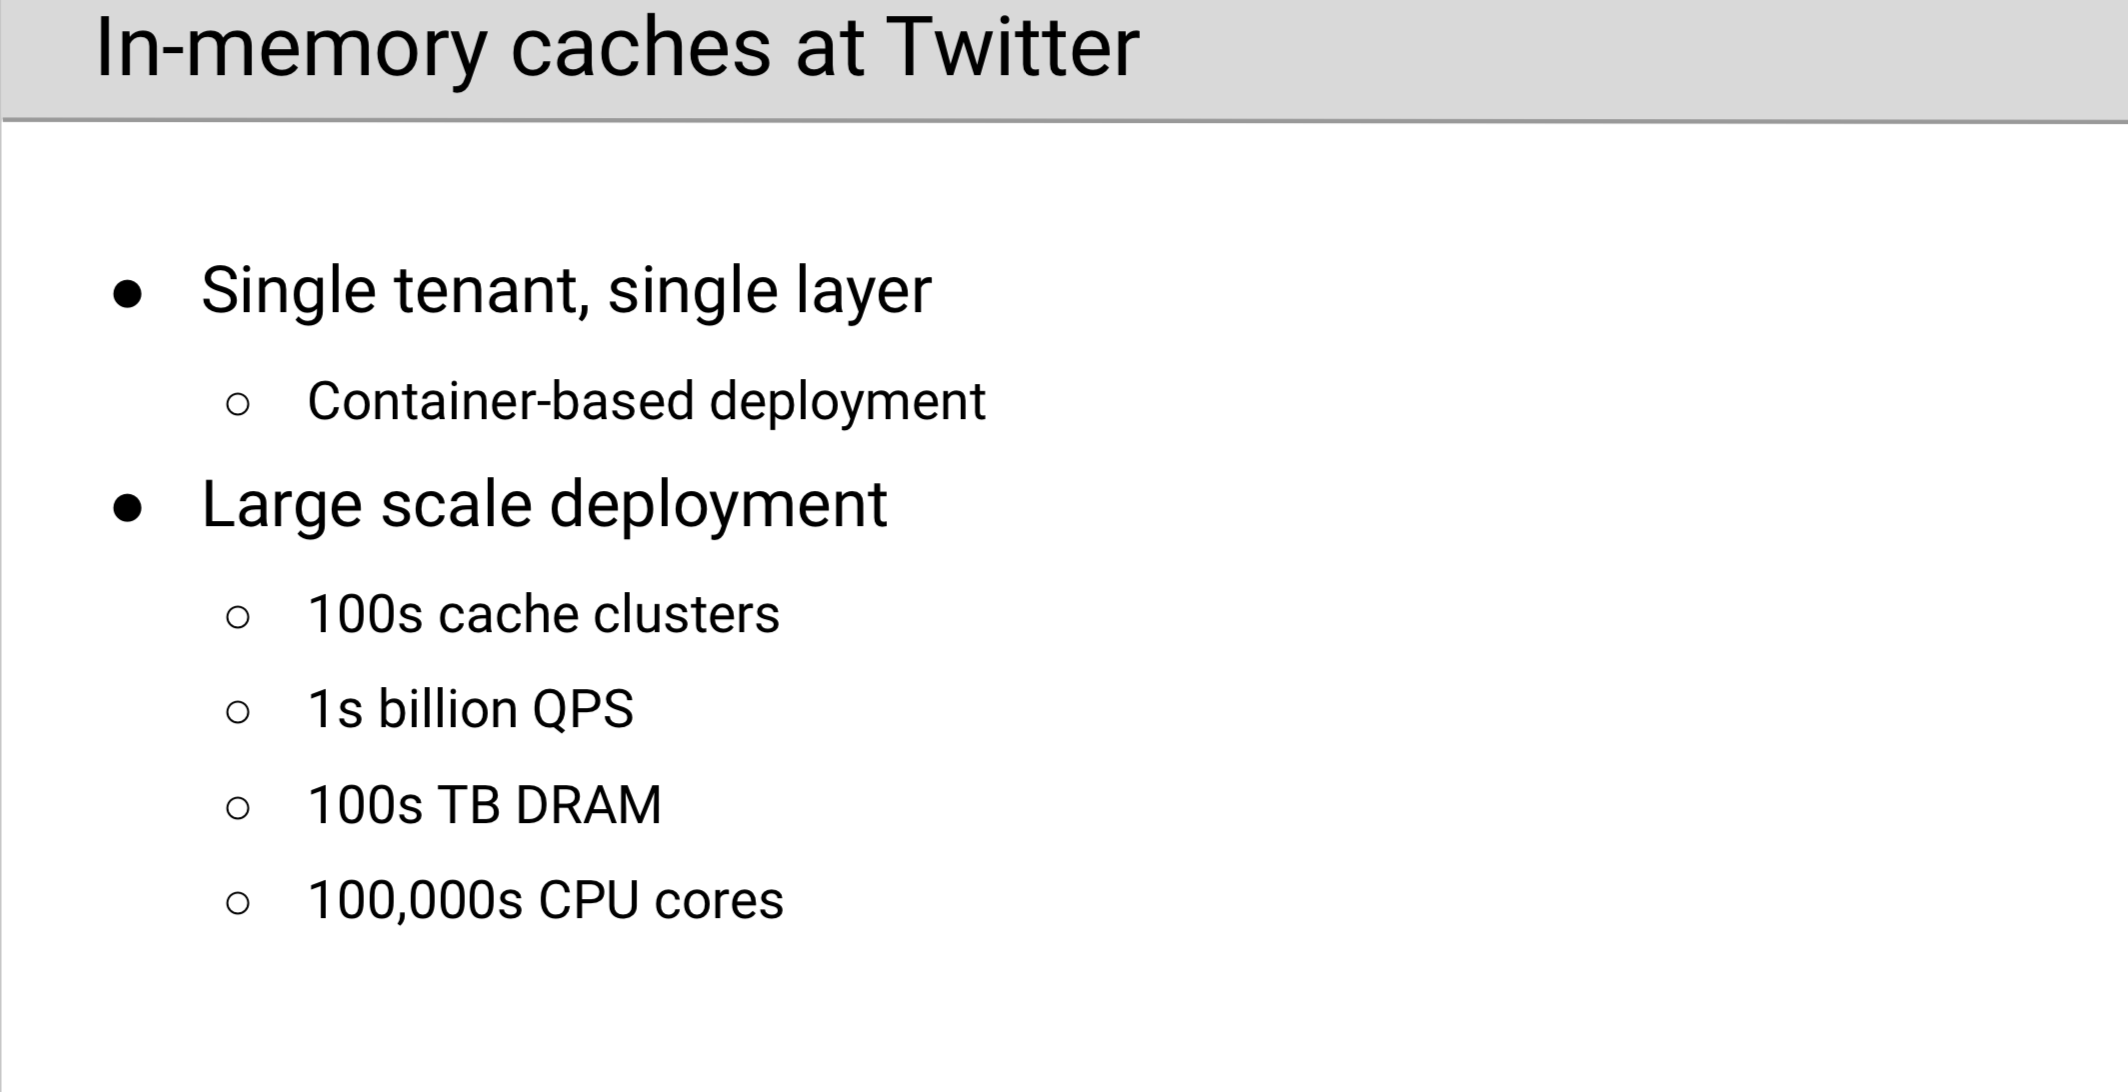 In-memory caches at Twitter
● Single tenant, single layer
○ Container-based deployment
● Large scale deployment
○ 100s cache clusters
○ 1s billion QPS
○ 100s TB DRAM
○ 100,000s CPU cores